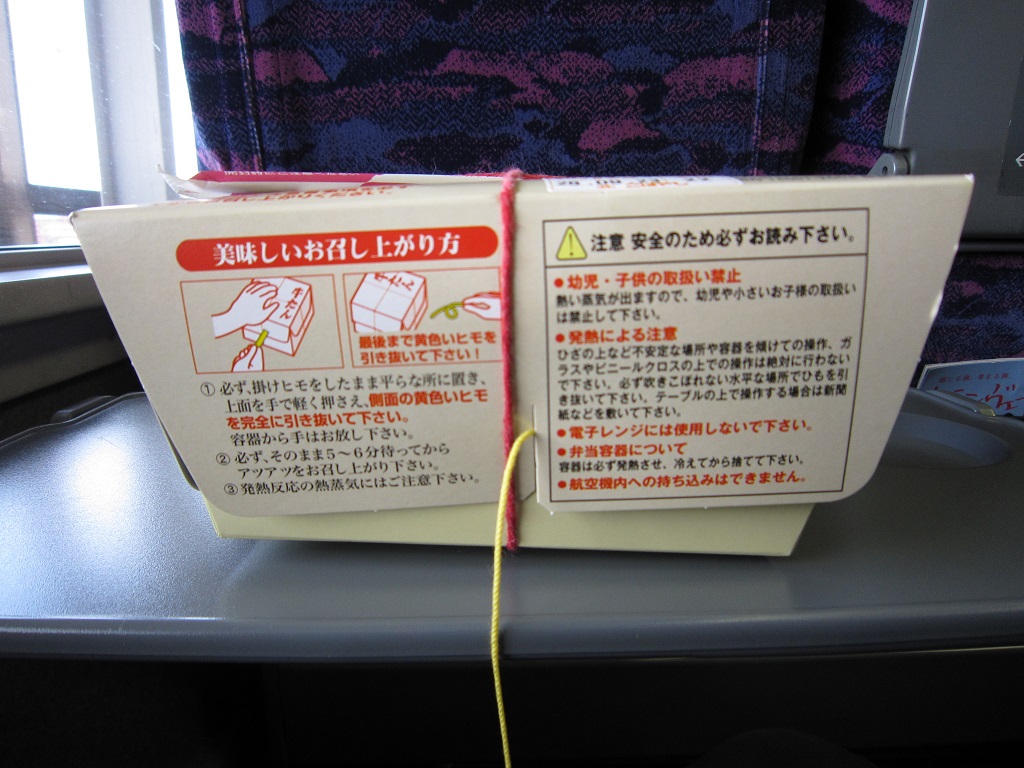 美味しいお召し上がり方
牛たん
最後まで黄色いヒモを
引き抜いて下さい！
① 必ず、掛けヒモをしたまま平らな所に置き、
上面を手で軽く押さえ、側面の黄色いヒモ
を完全に引き抜いて下さい。
容器から手はお放し下さい。
② 必ず、そのまま5～6分待ってから
アツアツをお召し上がり下さい。
③ 発熱反応の熱蒸気にはご注意下さい。
注意 安全のため必ずお読み下さい。
●幼児・子供の取扱い禁止
熱い蒸気が出ますので、幼児や小さいお子様の取扱い
は禁止して下さい。
●発熱による注意
ひざの上など不安定な場所や容器を傾けての操作、ガ
ラスやビニールクロスの上での操作は絶対に行わない
で下さい。必ず吹きこぼれない水平な場所でひもを引
き抜いて下さい。テーブルの上で操作する場合は新聞
紙などを敷いて下さい。
●電子レンジには使用しないで下さい。
●弁当容器について
容器は必ず発熱させ、冷えてから捨てて下さい。
●航空機内への持ち込みはできません。